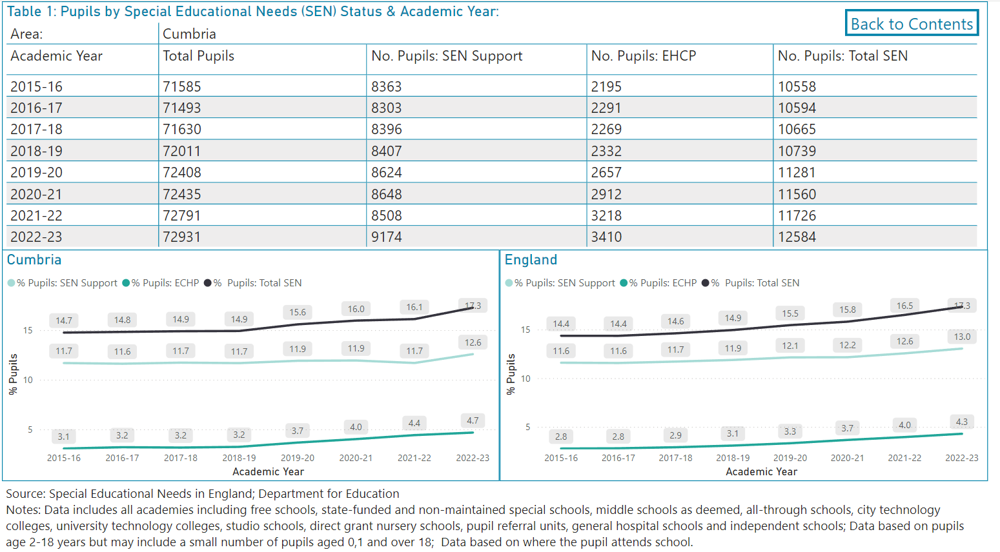 Table 1: Pupils by Special Educational Needs (SEN) Status & Academic Year:
Back to Contents
Area: Cumbria
Academic Year Total Pupils No. Pupils: SEN Support No. Pupils: EHCP No. Pupils: Total SEN
2015-16 71585 8363 2195 10558
2016-17 71493 8303 2291 10594
2017-18 71630 8396 2269 10665
2018-19 72011 8407 2332 10739
2019-20 72408 8624 2657 11281
2020-21 72435 8648 2912 11560
2021-22 72791 8508 3218 11726
2022-23 72931 9174 3410 12584
Cumbria
% Pupils: SEN Support % Pupils: ECHP % Pupils: Total SEN
14.7 14.8 14.9 14.9 15.6 16.0 16.1 17.3
15
11.7 11.6 11.7 11.7 11.9 11.9 11.7 12.6
10
% Pupils
5
3.1 3.2 3.2 3.2 3.7 4.0 4.4 4.7
2015-16 2016-17 2017-18 2018-19 2019-20 2020-21 2021-22 2022-23
Academic Year
England
% Pupils: SEN Support % Pupils: ECHP % Pupils: Total SEN
14.4 14.4 14.6 14.9 15.5 15.8 16.5 17.3
15
11.6 11.6 11.7 11.9 12.1 12.2 12.6 13.0
10
% Pupils
5
2.8 2.8 2.9 3.1 3.3 3.7 4.0 4.3
2015-16 2016-17 2017-18 2018-19 2019-20 2020-21 2021-22 2022-23
Academic Year
Source: Special Educational Needs in England; Department for Education
Notes: Data includes all academies including free schools, state-funded and non-maintained special schools, middle schools as deemed, all-through schools, city technology
colleges, university technology colleges, studio schools, direct grant nursery schools, pupil referral units, general hospital schools and independent schools; Data based on pupils
age 2-18 years but may include a small number of pupils aged 0,1 and over 18; Data based on where the pupil attends school.